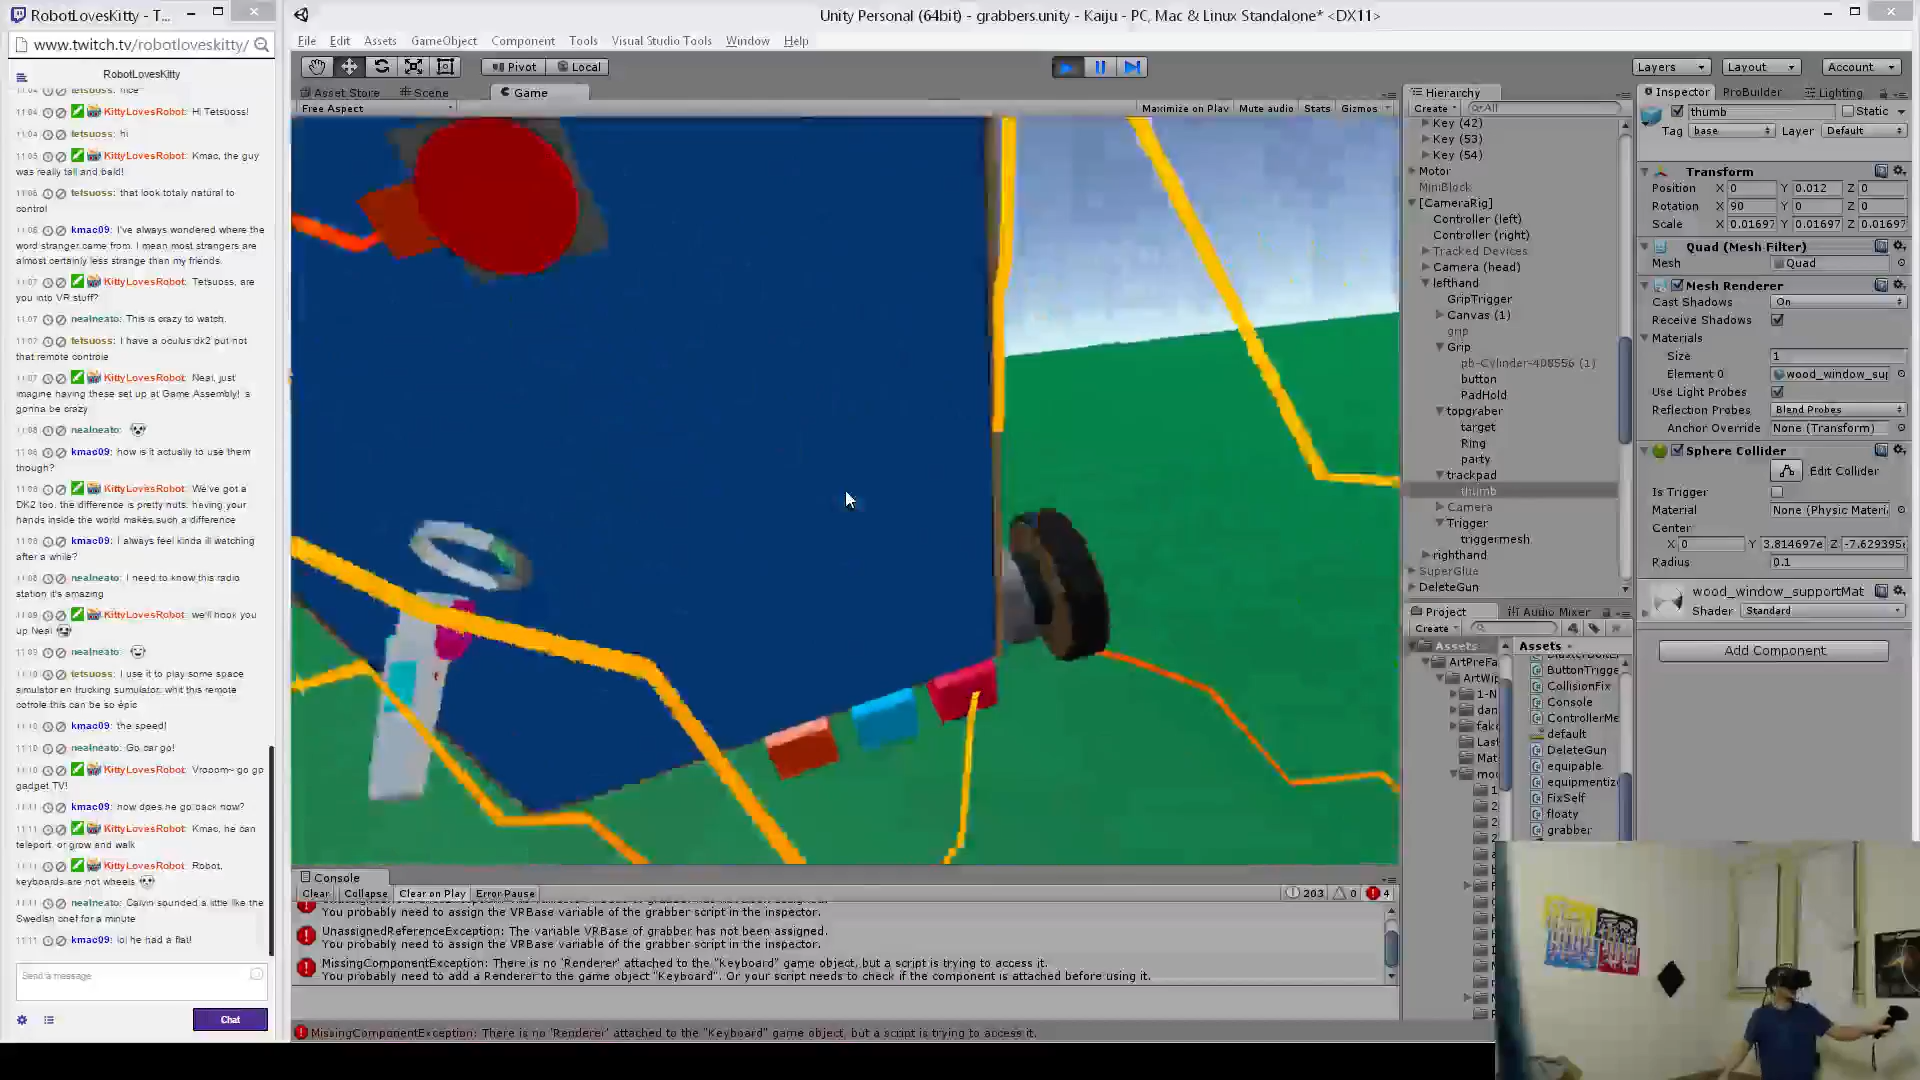 RobotLovesKitty - T...
www.twitch.tv/robotloveskitty/
RobotLovesKitty
11:04 KittyLovesRobot: Hi Tetsuoss!
11:04 tetsuoss: hi
11:05 KittyLovesRobot: Kmac, the guy
was really tall and bald!
11:06 tetsuoss: that look totaly natural to
control
11:06 kmac09: I've always wondered where the
word stranger came from. I mean most strangers are
almost certainly less strange than my friends.
11:07 KittyLovesRobot: Tetsuoss, are
you into VR stuff?
11:07 nealneato: This is crazy to watch.
11:07 tetsuoss: I have a oculus dk2 put not
that remote controle
11:07 KittyLovesRobot: Neal, just
imagine having these set up at Game Assembly! s
gonna be crazy
11:08 nealneato:
11:08 kmac09: how is it actually to use them
though?
11:08 KittyLovesRobot: We've got a
DK2 too. the difference is pretty nuts. having your
hands inside the world makes such a difference
11:08 kmac09: I always feel kinda ill watching
after a while?
11:08 nealneato: I need to know this radio
station it's amazing
11:09 KittyLovesRobot: we'll hook you
up Neal
11:09 nealneato:
11:10 tetsuoss: I use it to play some space
simulator en trucking sumulator. whit this remote
cotrole this can be so épic
11:10 kmac09: the speed!
11:10 nealneato: Go car go!
11:10 KittyLovesRobot: Vrooom~ go go
gadget TV!
11:11 kmac09: how does he go back now?
11:11 KittyLovesRobot: Kmac, he can
teleport. or grow and walk
11:11 KittyLovesRobot: Robot,
keyboards are not wheels
11:11 nealneato: Calvin sounded a little like the
Swedish chef for a minute
11:11 kmac09: lol he had a flat!
Send a message
Chat
Unity Personal (64bit) - grabbers.unity - Kaiju - PC, Mac & Linux Standalone* <DX11>
File Edit Assets GameObject Component Tools Visual Studio Tools Window Help
Pivot Local
Layers Layout Account
Asset Store Scene Game
Free Aspect
Maximize on Play Mute audio Stats Gizmos
Hierarchy
Create All
Key (42)
Key (53)
Key (54)
Motor
MiniBlock
[CameraRig]
Controller (left)
Controller (right)
Tracked Devices
Camera (head)
lefthand
GripTrigger
Canvas (1)
grip
Grip
pb-Cylinder-408556 (1)
button
PadHold
topgraber
target
Ring
party
trackpad
thumb
Camera
Trigger
triggermesh
righthand
SuperGlue
DeleteGun
Project Audio Mixer
Create
Assets
ArtPreFa
ArtWip
1-N
dan
fak
Las
Mat
mo
Assets
ButtonTrigge
CollisionFix
Console
ControllerMe
default
DeleteGun
equipable
equipmentiz
FixSelf
floaty
grabber
Inspector ProBuilder Lighting
thumb Static
Tag base Layer Default
Transform
Position X 0 Y 0.012 Z 0
Rotation X 90 Y 0 Z 0
Scale X 0.01697 Y 0.01697 Z 0.01697
Quad (Mesh Filter)
Mesh Quad
Mesh Renderer
Cast Shadows On
Receive Shadows
Materials
Size 1
Element 0 wood_window_sup
Use Light Probes
Reflection Probes Blend Probes
Anchor Override None (Transform)
Sphere Collider
Edit Collider
Is Trigger
Material None (Physic Materi
Center
X 0 Y 3.814697e Z -7.629395
Radius 0.1
wood_window_supportMat
Shader Standard
Add Component
Console
Clear Collapse Clear on Play Error Pause
203 0 4
You probably need to assign the VRBase variable of the grabber script in the inspector.
UnassignedReferenceException: The variable VRBase of grabber has not been assigned.
You probably need to assign the VRBase variable of the grabber script in the inspector.
MissingComponentException: There is no 'Renderer' attached to the "Keyboard" game object, but a script is trying to access it.
You probably need to add a Renderer to the game object "Keyboard". Or your script needs to check if the component is attached before using it.
MissingComponentException: There is no 'Renderer' attached to the "Keyboard" game object, but a script is trying to access it.